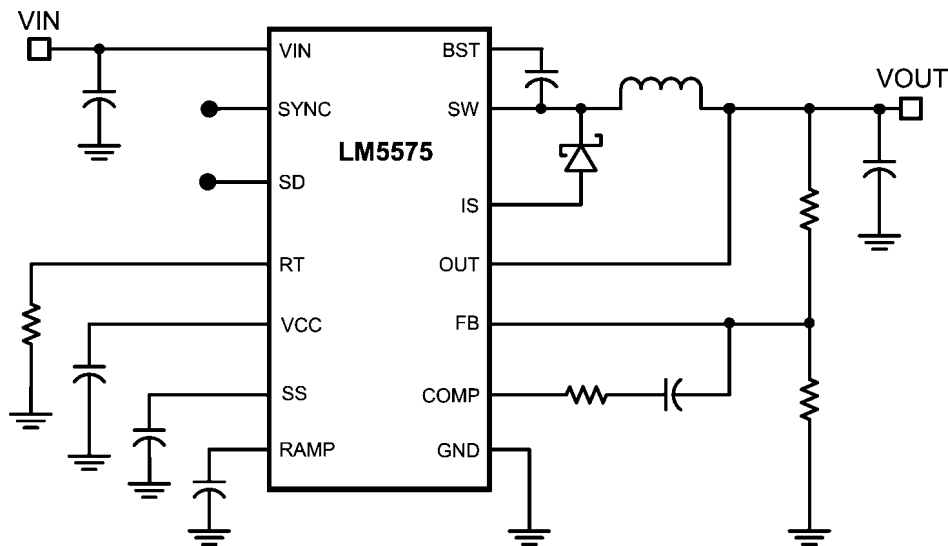 VIN
VOUT
LM5575
VIN
SYNC
SD
RT
VCC
SS
RAMP
BST
SW
IS
OUT
FB
COMP
GND